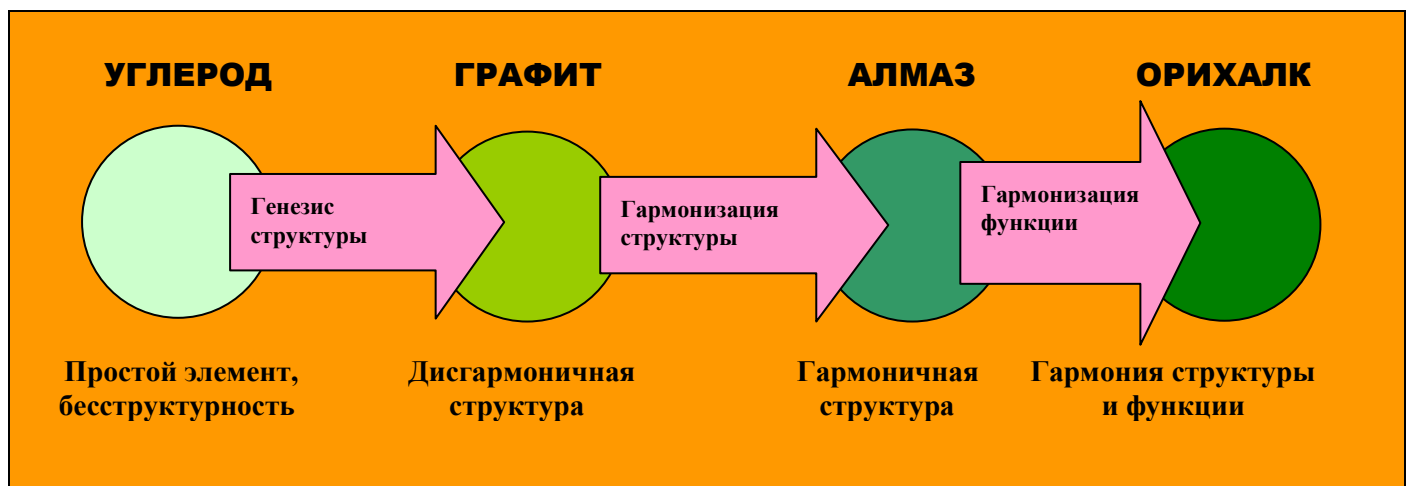 УГЛЕРОД
ГРАФИТ
АЛМАЗ
ОРИХАЛК
Генезис
структуры
Гармонизация
структуры
Гармонизация
функции
Простой элемент,
бесструктурность
Дисгармоничная
структура
Гармоничная
структура
Гармония структуры
и функции